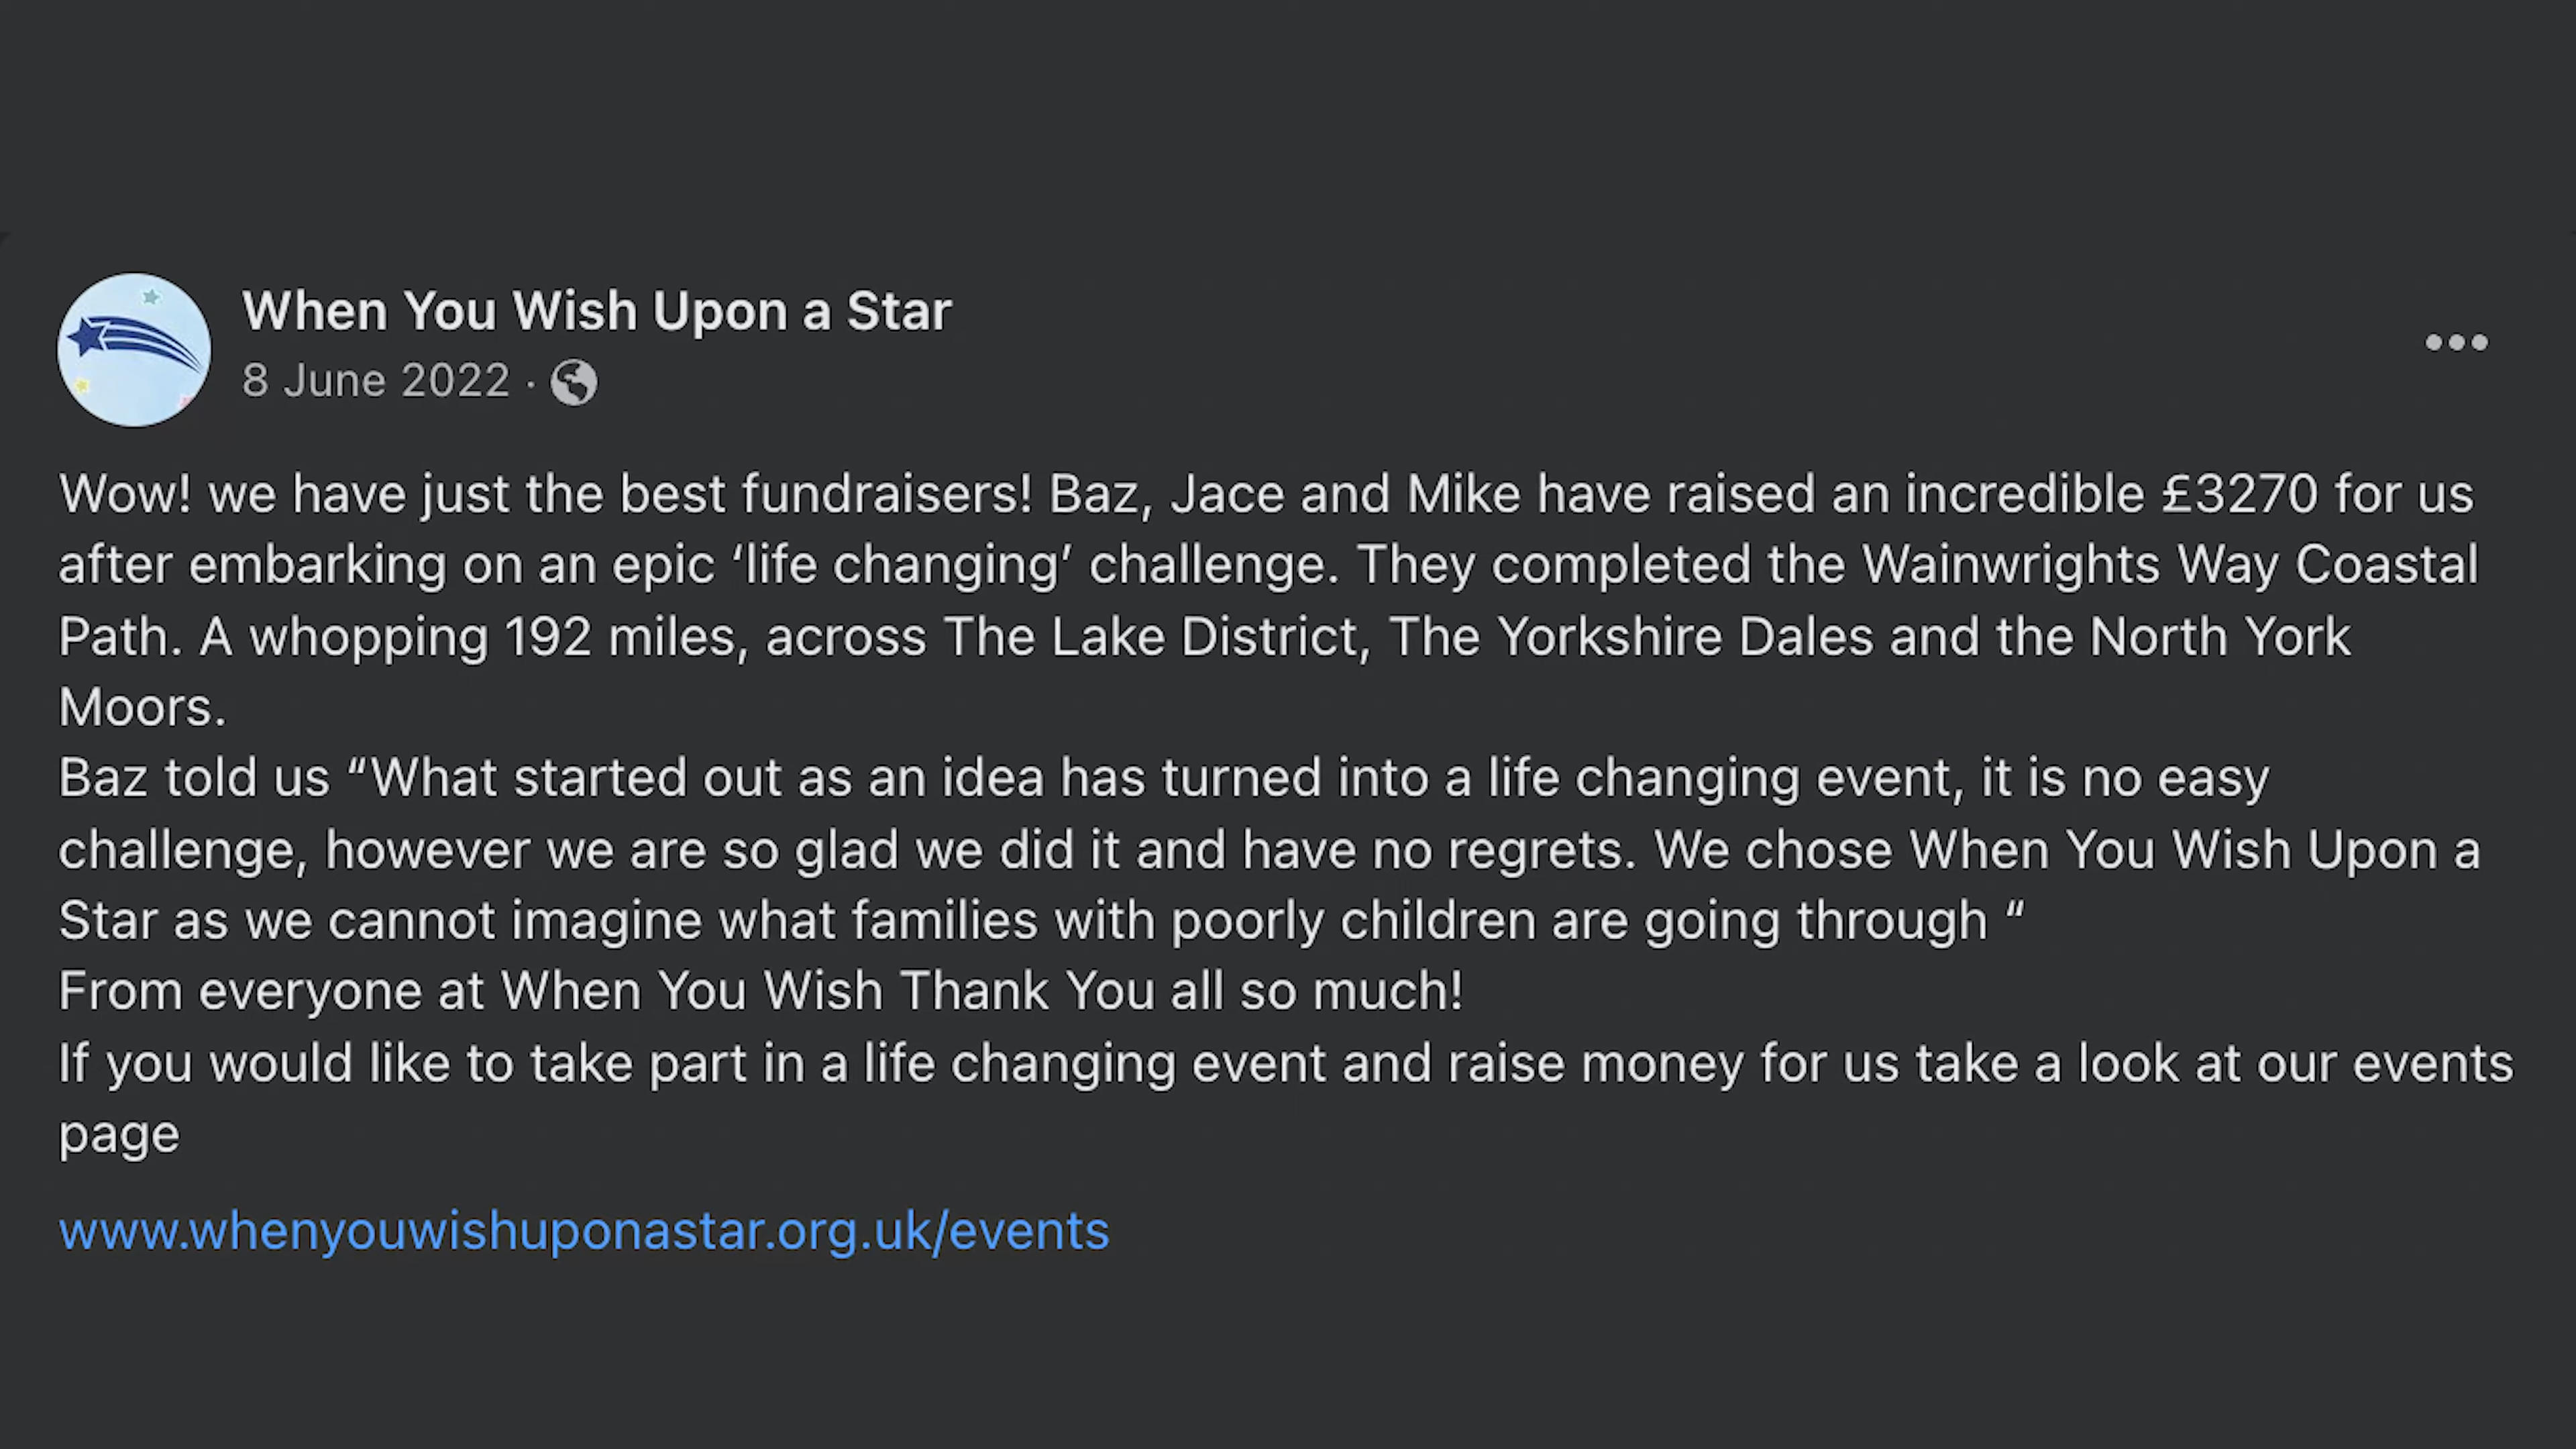 When You Wish Upon a Star
8 June 2022 ·
Wow! we have just the best fundraisers! Baz, Jace and Mike have raised an incredible £3270 for us
after embarking on an epic ‘life changing’ challenge. They completed the Wainwrights Way Coastal
Path. A whopping 192 miles, across The Lake District, The Yorkshire Dales and the North York
Moors.
Baz told us “What started out as an idea has turned into a life changing event, it is no easy
challenge, however we are so glad we did it and have no regrets. We chose When You Wish Upon a
Star as we cannot imagine what families with poorly children are going through “
From everyone at When You Wish Thank You all so much!
If you would like to take part in a life changing event and raise money for us take a look at our events
page
www.whenyouwishuponastar.org.uk/events